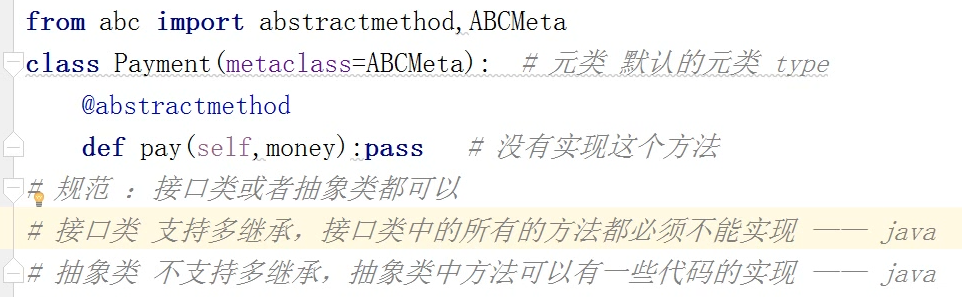 from abc import abstractmethod,ABCMeta
class Payment(metaclass=ABCMeta):  # 元类 默认的元类 type
    @abstractmethod
    def pay(self,money):pass   # 没有实现这个方法
# 规范 : 接口类或者抽象类都可以
# 接口类 支持多继承，接口类中的所有的方法都必须不能实现 —— java
# 抽象类 不支持多继承，抽象类中方法可以有一些代码的实现 —— java